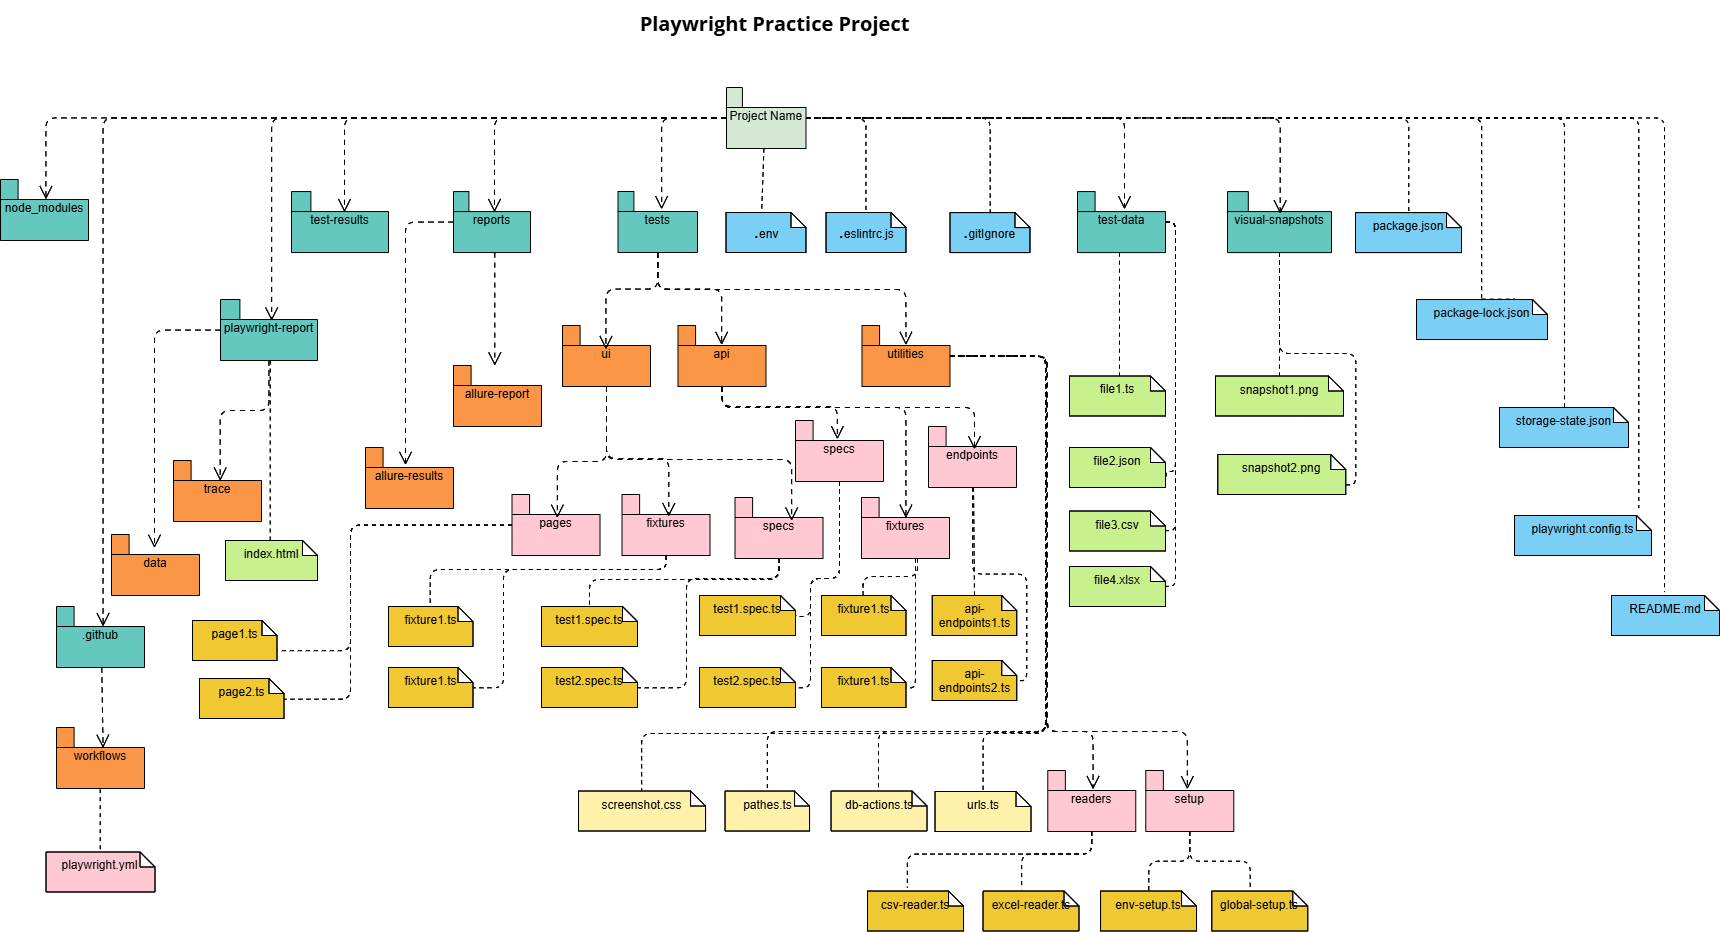 Playwright Practice Project
Project Name
node_modules
test-results
reports
tests
.env
.eslintrc.js
.gitIgnore
test-data
visual-snapshots
package.json
playwright-report
package-lock.json
ui
api
utilities
allure-report
file1.ts
snapshot1.png
storage-state.json
specs
endpoints
allure-results
file2.json
snapshot2.png
trace
pages
fixtures
specs
fixtures
file3.csv
playwright.config.ts
data
index.html
file4.xlsx
.github
page1.ts
fixture1.ts
test1.spec.ts
test1.spec.ts
fixture1.ts
api-
endpoints1.ts
README.md
page2.ts
fixture1.ts
test2.spec.ts
test2.spec.ts
fixture1.ts
api-
endpoints2.ts
workflows
screenshot.css
pathes.ts
db-actions.ts
urls.ts
readers
setup
playwright.yml
csv-reader.ts
excel-reader.ts
env-setup.ts
global-setup.ts